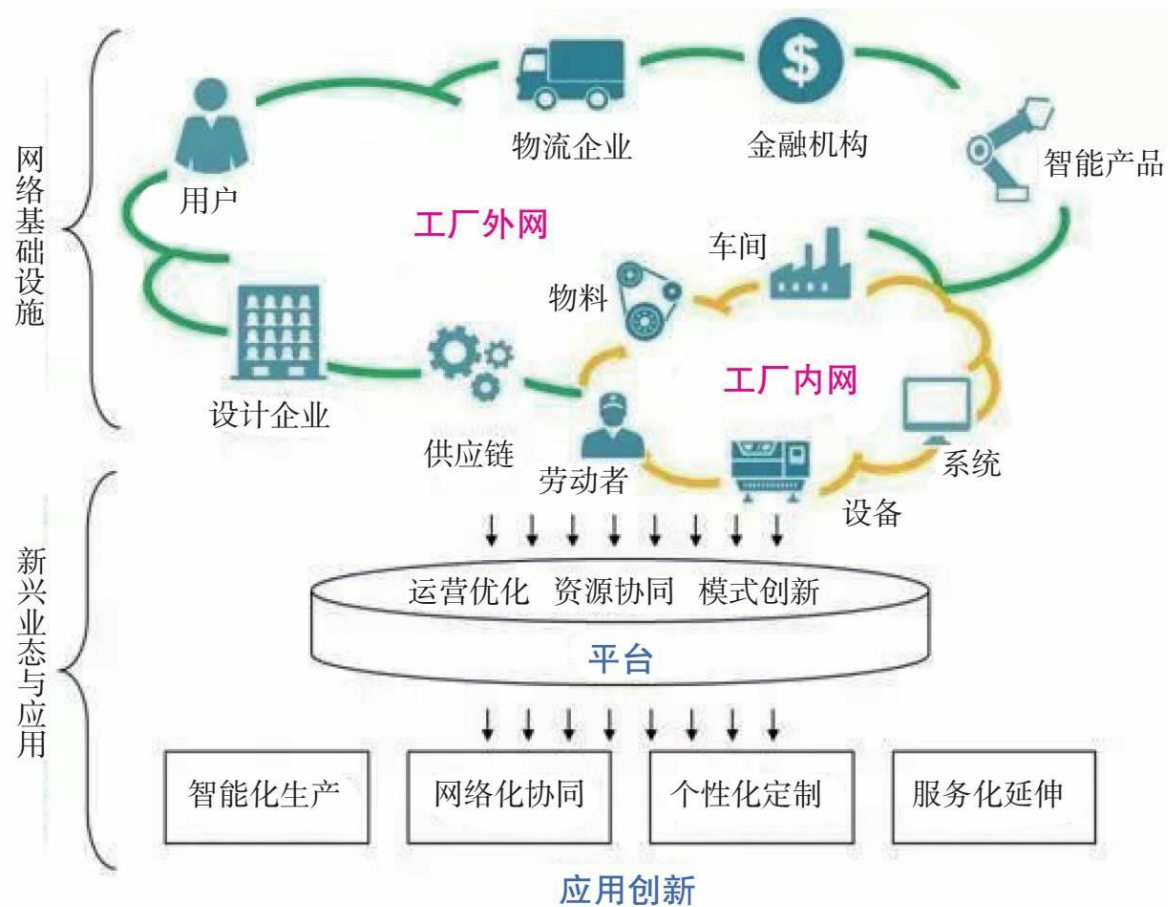 网络基础设施
用户
物流企业
金融机构
智能产品
工厂外网
车间
物料
工厂内网
设计企业
供应链
劳动者
设备
系统
新兴业态与应用
运营优化 资源协同 模式创新
平台
智能化生产
网络化协同
个性化定制
服务化延伸
应用创新